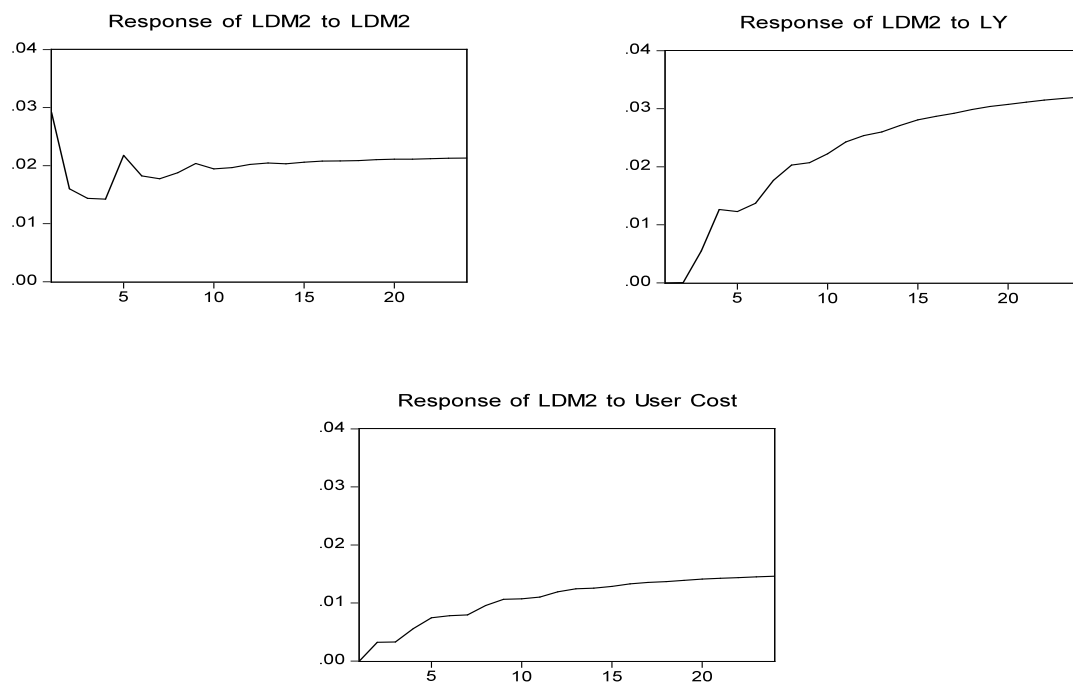 Response of LDM2 to LDM2
.04
.03
.02
.01
.00
5 10 15 20
Response of LDM2 to LY
.04
.03
.02
.01
.00
5 10 15 20
Response of LDM2 to User Cost
.04
.03
.02
.01
.00
5 10 15 20